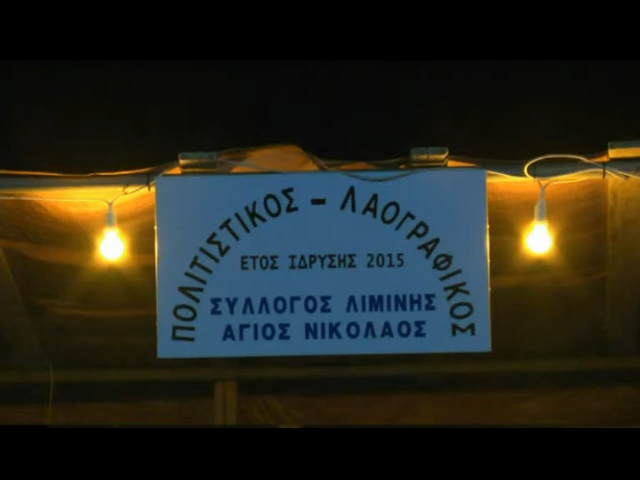 ΠΟΛΙΤΙΣΤΙΚΟΣ - ΛΑΟΓΡΑΦΙΚΟΣ
ΕΤΟΣ ΙΔΡΥΣΗΣ 2015
ΣΥΛΛΟΓΟΣ ΛΙΜΙΝΗΣ
ΑΓΙΟΣ ΝΙΚΟΛΑΟΣ